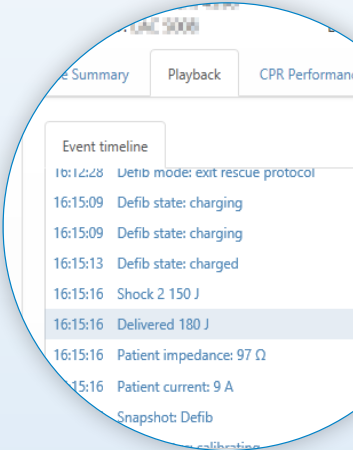 Summary
Playback
CPR Performanc
Event timeline
16:12:28 Defib mode: exit rescue protocol
16:15:09 Defib state: charging
16:15:09 Defib state: charging
16:15:13 Defib state: charged
16:15:16 Shock 2 150 J
16:15:16 Delivered 180 J
16:15:16 Patient impedance: 97 Ω
15:16 Patient current: 9 A
Snapshot: Defib
calibrating